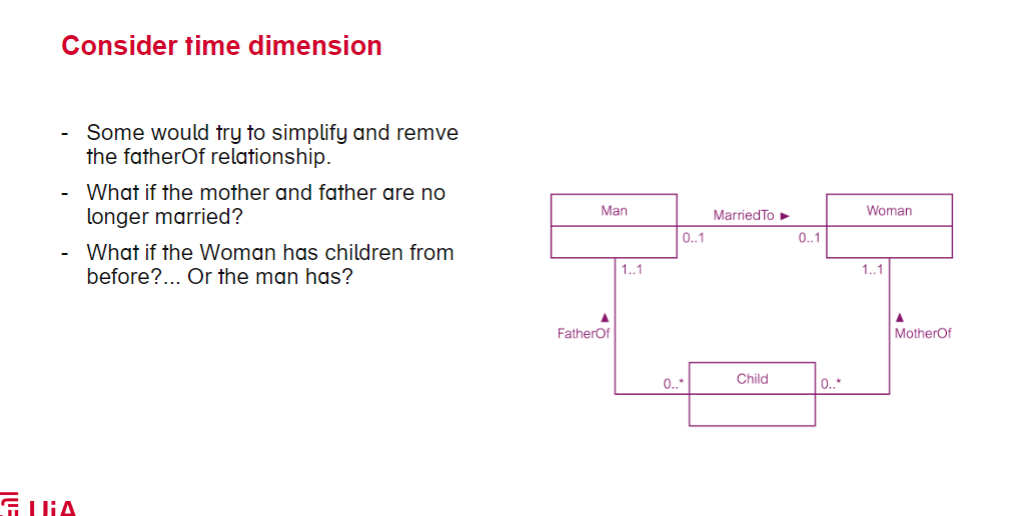 Consider time dimension
- Some would try to simplify and remve
the fatherOf relationship.
- What if the mother and father are no
longer married?
- What if the Woman has children from
before?... Or the man has?
Man
MarriedTo ►
Woman
0..1
0..1
1..1
1..1
▲
FatherOf
▲
MotherOf
0..*
Child
0..*
UiA